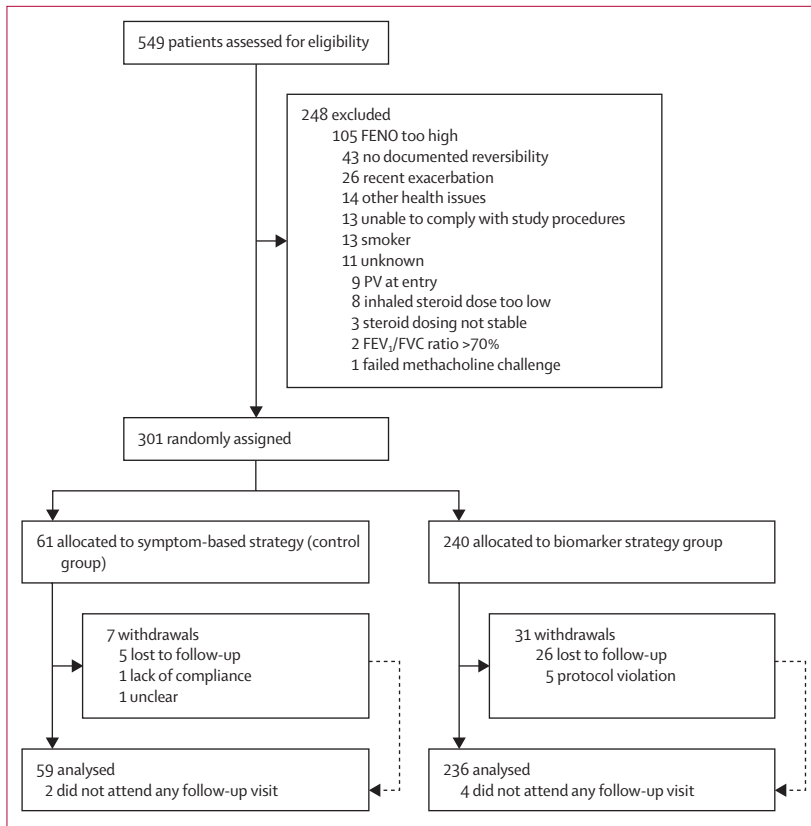 549 patients assessed for eligibility
248 excluded
105 FENO too high
43 no documented reversibility
26 recent exacerbation
14 other health issues
13 unable to comply with study procedures
13 smoker
11 unknown
9 PV at entry
8 inhaled steroid dose too low
3 steroid dosing not stable
2 FEV₁/FVC ratio >70%
1 failed methacholine challenge
301 randomly assigned
61 allocated to symptom-based strategy (control
group)
240 allocated to biomarker strategy group
7 withdrawals
5 lost to follow-up
1 lack of compliance
1 unclear
31 withdrawals
26 lost to follow-up
5 protocol violation
59 analysed
2 did not attend any follow-up visit
236 analysed
4 did not attend any follow-up visit